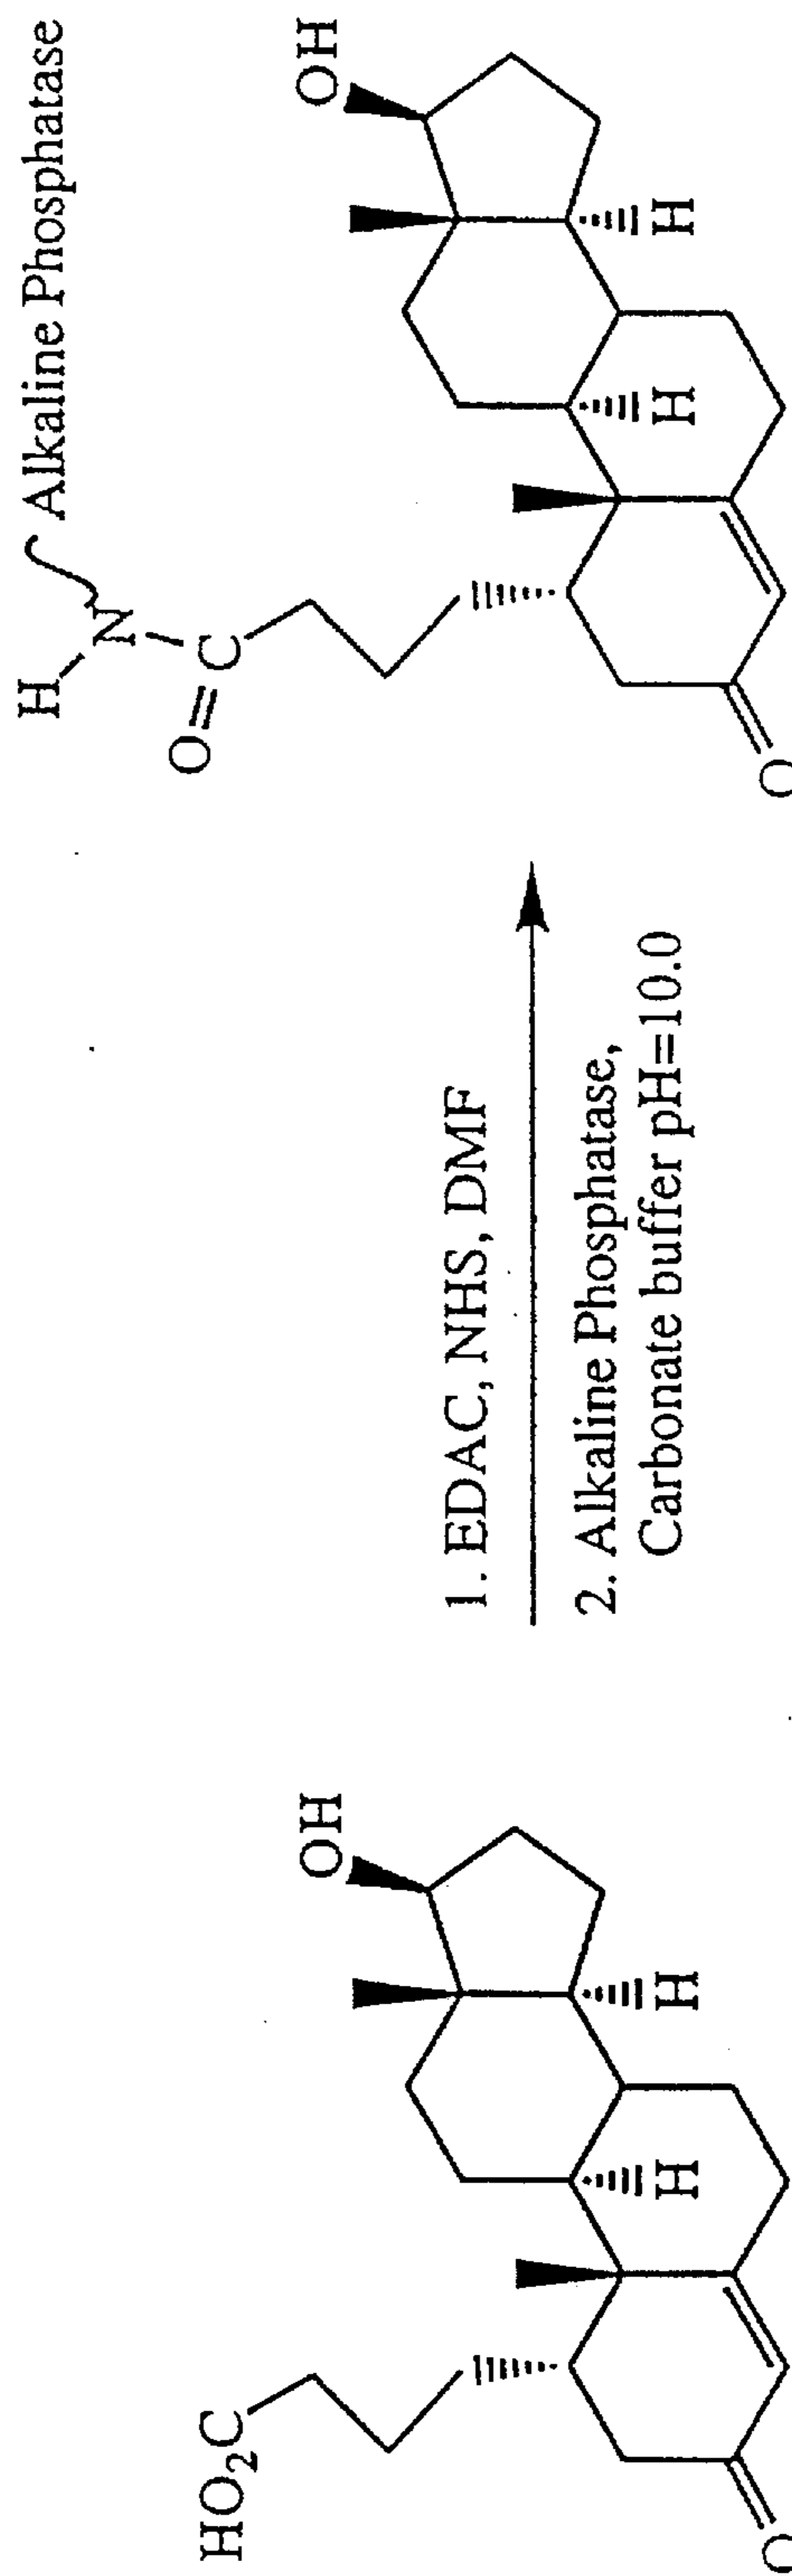 HO2C
OH
H
H
O
1. EDAC, NHS, DMF
2. Alkaline Phosphatase,
Carbonate buffer pH=10.0
H
N
Alkaline Phosphatase
O
C
OH
H
H
O